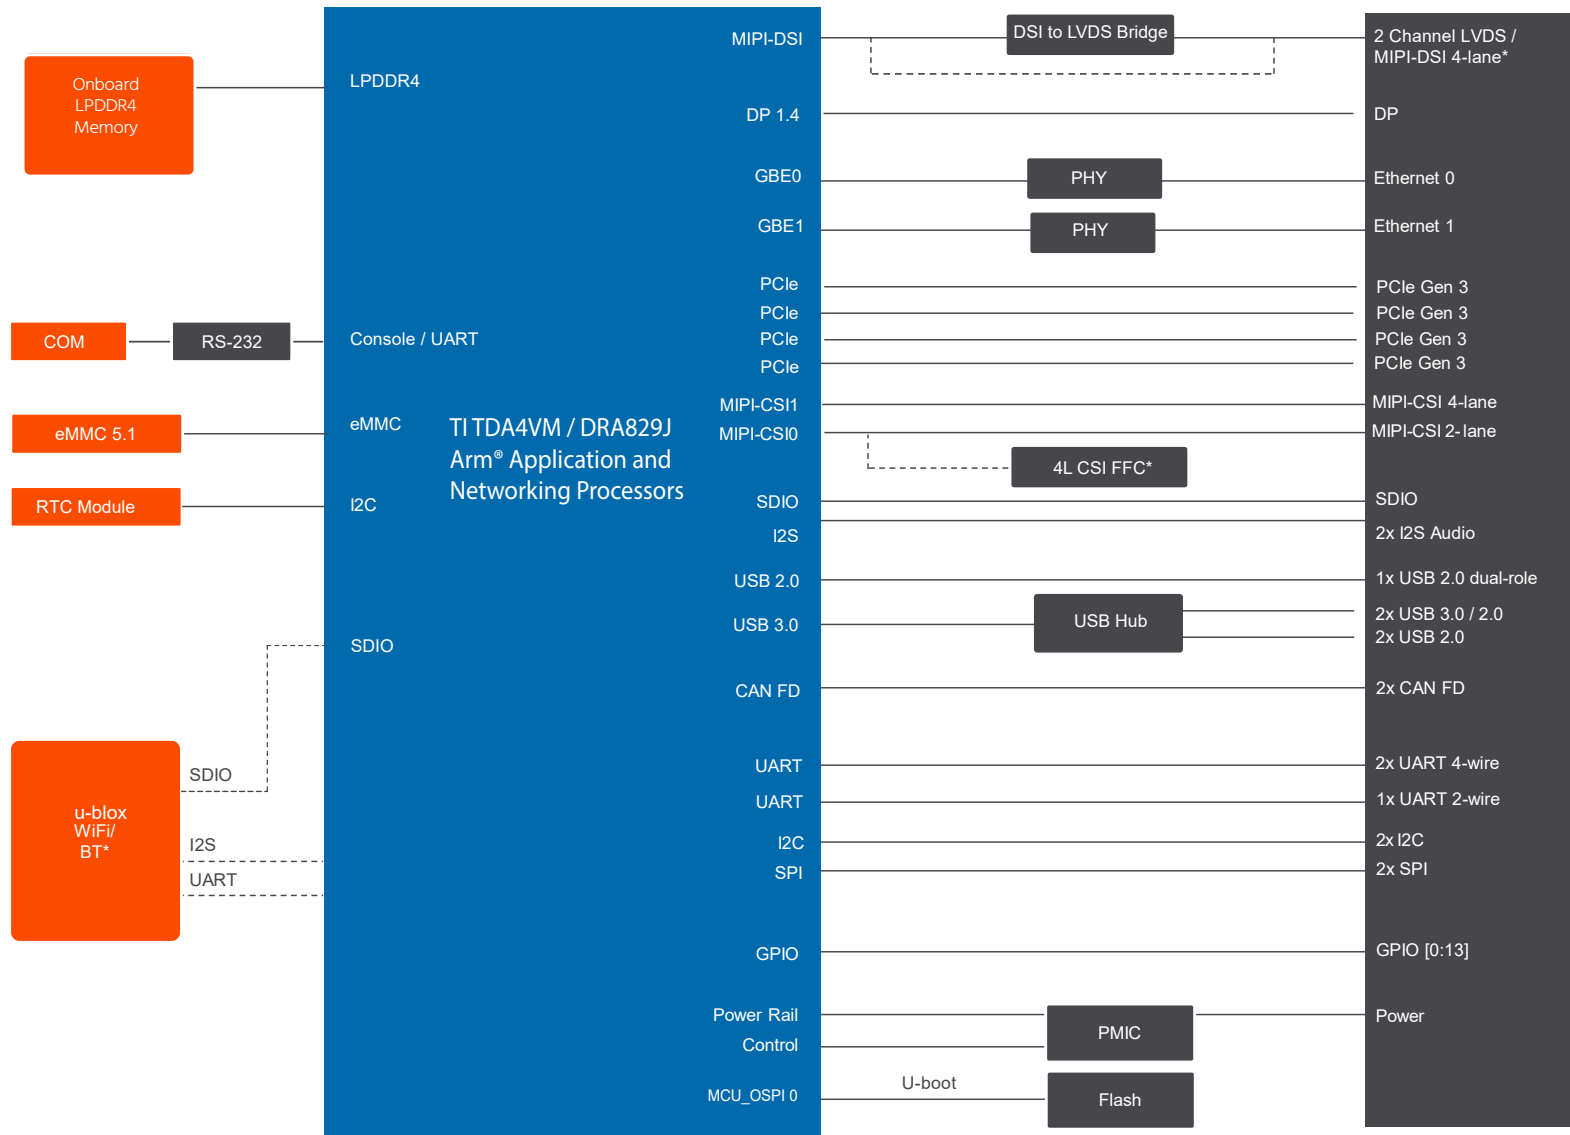 Onboard
LPDDR4
Memory
COM
RS-232
eMMC 5.1
RTC Module
u-blox
WiFi/
BT*
SDIO
I2S
UART
LPDDR4
Console / UART
eMMC
I2C
SDIO
TI TDA4VM / DRA829J
Arm® Application and
Networking Processors
MIPI-DSI
DP 1.4
GBE0
GBE1
PCIe
PCIe
PCIe
PCIe
MIPI-CSI1
MIPI-CSI0
SDIO
I2S
USB 2.0
USB 3.0
CAN FD
UART
UART
I2C
SPI
GPIO
Power Rail
Control
MCU_OSPI 0
DSI to LVDS Bridge
PHY
PHY
4L CSI FFC*
USB Hub
PMIC
U-boot
Flash
2 Channel LVDS /
MIPI-DSI 4-lane*
DP
Ethernet 0
Ethernet 1
PCIe Gen 3
PCIe Gen 3
PCIe Gen 3
PCIe Gen 3
MIPI-CSI 4-lane
MIPI-CSI 2-lane
SDIO
2x I2S Audio
1x USB 2.0 dual-role
2x USB 3.0 / 2.0
2x USB 2.0
2x CAN FD
2x UART 4-wire
1x UART 2-wire
2x I2C
2x SPI
GPIO [0:13]
Power